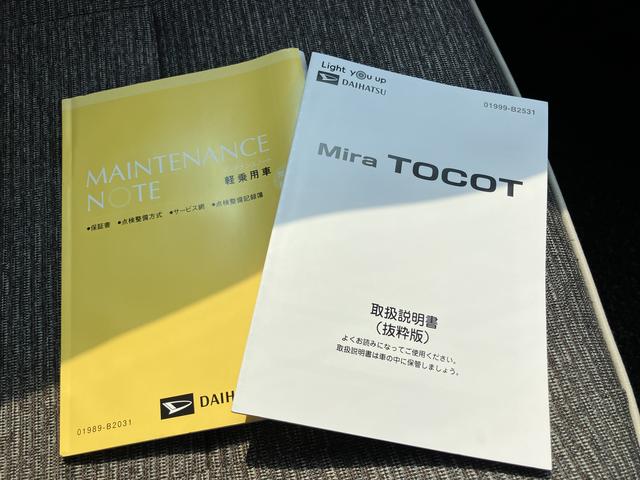 MAINTENANCE
NOTE
軽乗用車
●保証書 ●点検整備方式 ●サービス網 ●点検整備記録簿
01989-B2031
Light you up
DAIHATSU
01999-B2531
Mira TOCOT
取扱説明書
(抜粋版)
よくお読みになってご使用ください。
取扱説明書は車の中に保管しましょう。